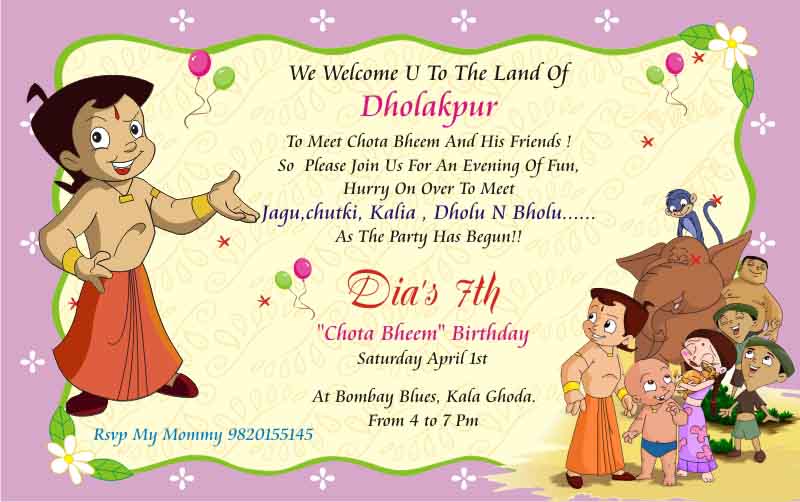 We Welcome U To The Land Of
Dholakpur
To Meet Chota Bheem And His Friends !
So Please Join Us For An Evening Of Fun,
Hurry On Over To Meet
Jagu,chutki, Kalia , Dholu N Bholu......
As The Party Has Begun!!
Dia's 7th
"Chota Bheem" Birthday
Saturday April 1st
At Bombay Blues, Kala Ghoda.
From 4 to 7 Pm
Rsvp My Mommy 9820155145